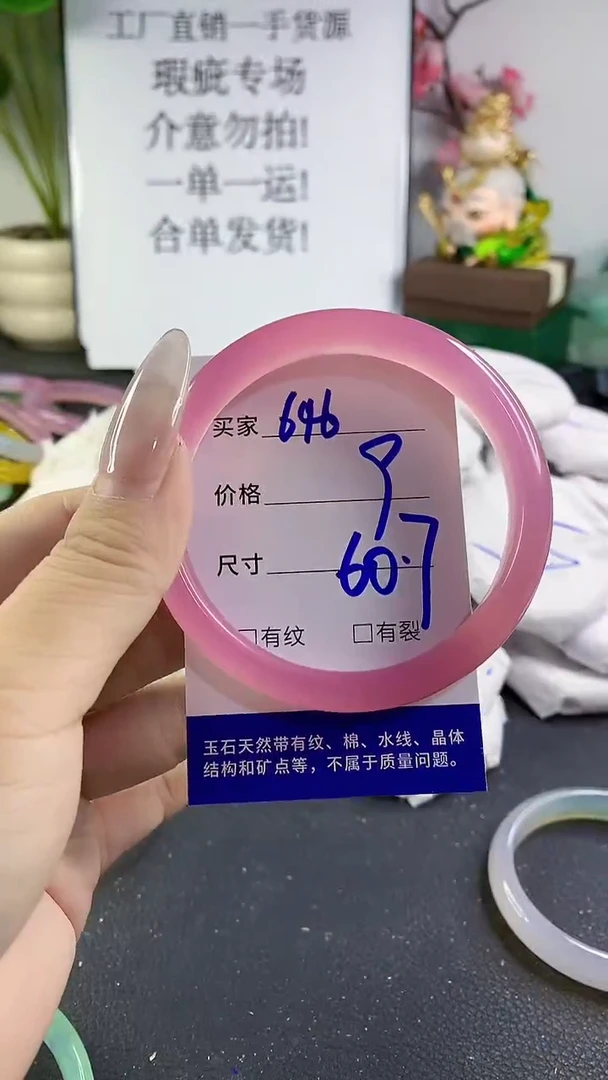 工厂直销一手货源
瑕疵专场
介意勿拍!
一单一运!
合单发货!
买家 646
价格
尺寸 60.7
□有纹 □有裂
玉石天然带有纹、棉、水线、晶体
结构和矿点等，不属于质量问题。